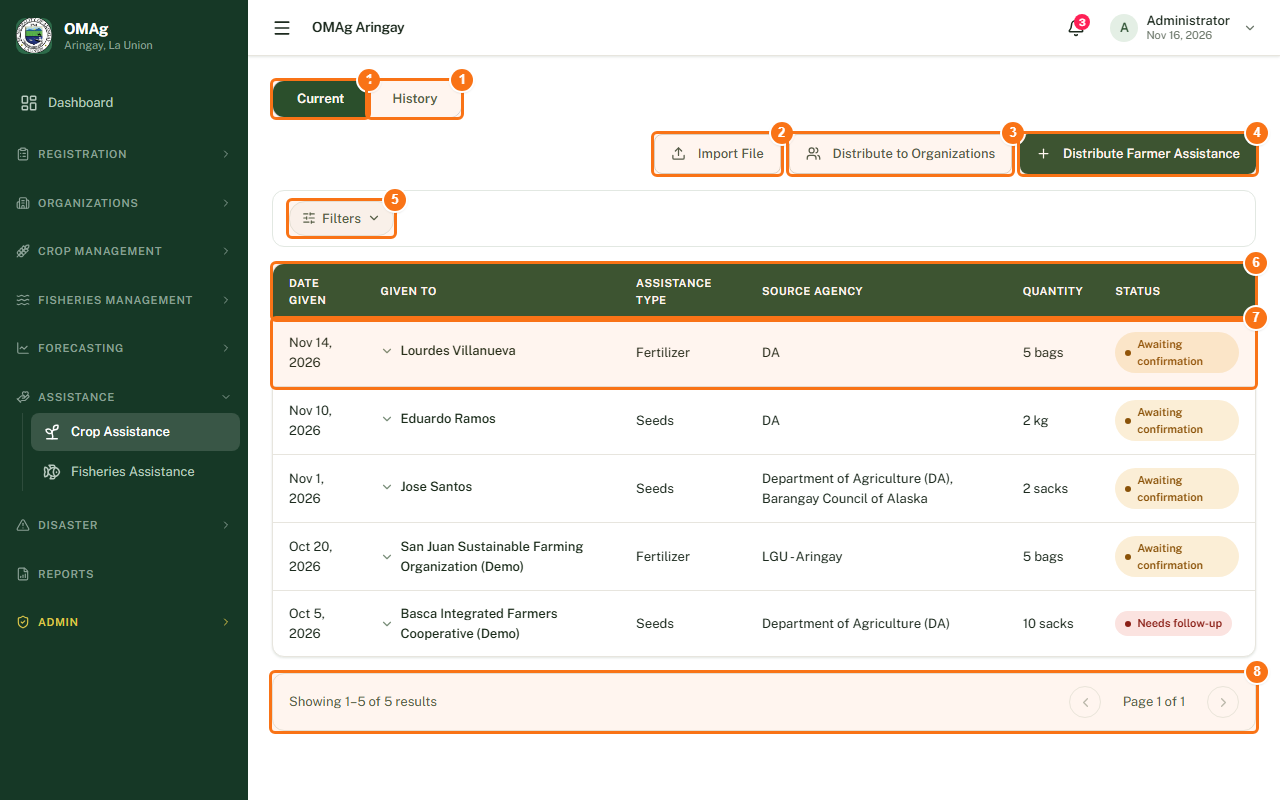 OMAg
Aringay, La Union
OMAg Aringay
3
A
Administrator
Nov 16, 2026
Dashboard
REGISTRATION
ORGANIZATIONS
CROP MANAGEMENT
FISHERIES MANAGEMENT
FORECASTING
ASSISTANCE
Crop Assistance
Fisheries Assistance
DISASTER
REPORTS
ADMIN
Current
History
1
Import File
2
Distribute to Organizations
3
Distribute Farmer Assistance
4
Filters
5
6
DATE
GIVEN
GIVEN TO
ASSISTANCE
TYPE
SOURCE AGENCY
QUANTITY
STATUS
7
Nov 14,
2026
Lourdes Villanueva
Fertilizer
DA
5 bags
Awaiting
confirmation
Nov 10,
2026
Eduardo Ramos
Seeds
DA
2 kg
Awaiting
confirmation
Nov 1,
2026
Jose Santos
Seeds
Department of Agriculture (DA),
Barangay Council of Alaska
2 sacks
Awaiting
confirmation
Oct 20,
2026
San Juan Sustainable Farming
Organization (Demo)
Fertilizer
LGU - Aringay
5 bags
Awaiting
confirmation
Oct 5,
2026
Basca Integrated Farmers
Cooperative (Demo)
Seeds
Department of Agriculture (DA)
10 sacks
Needs follow-up
8
Showing 1–5 of 5 results
Page 1 of 1